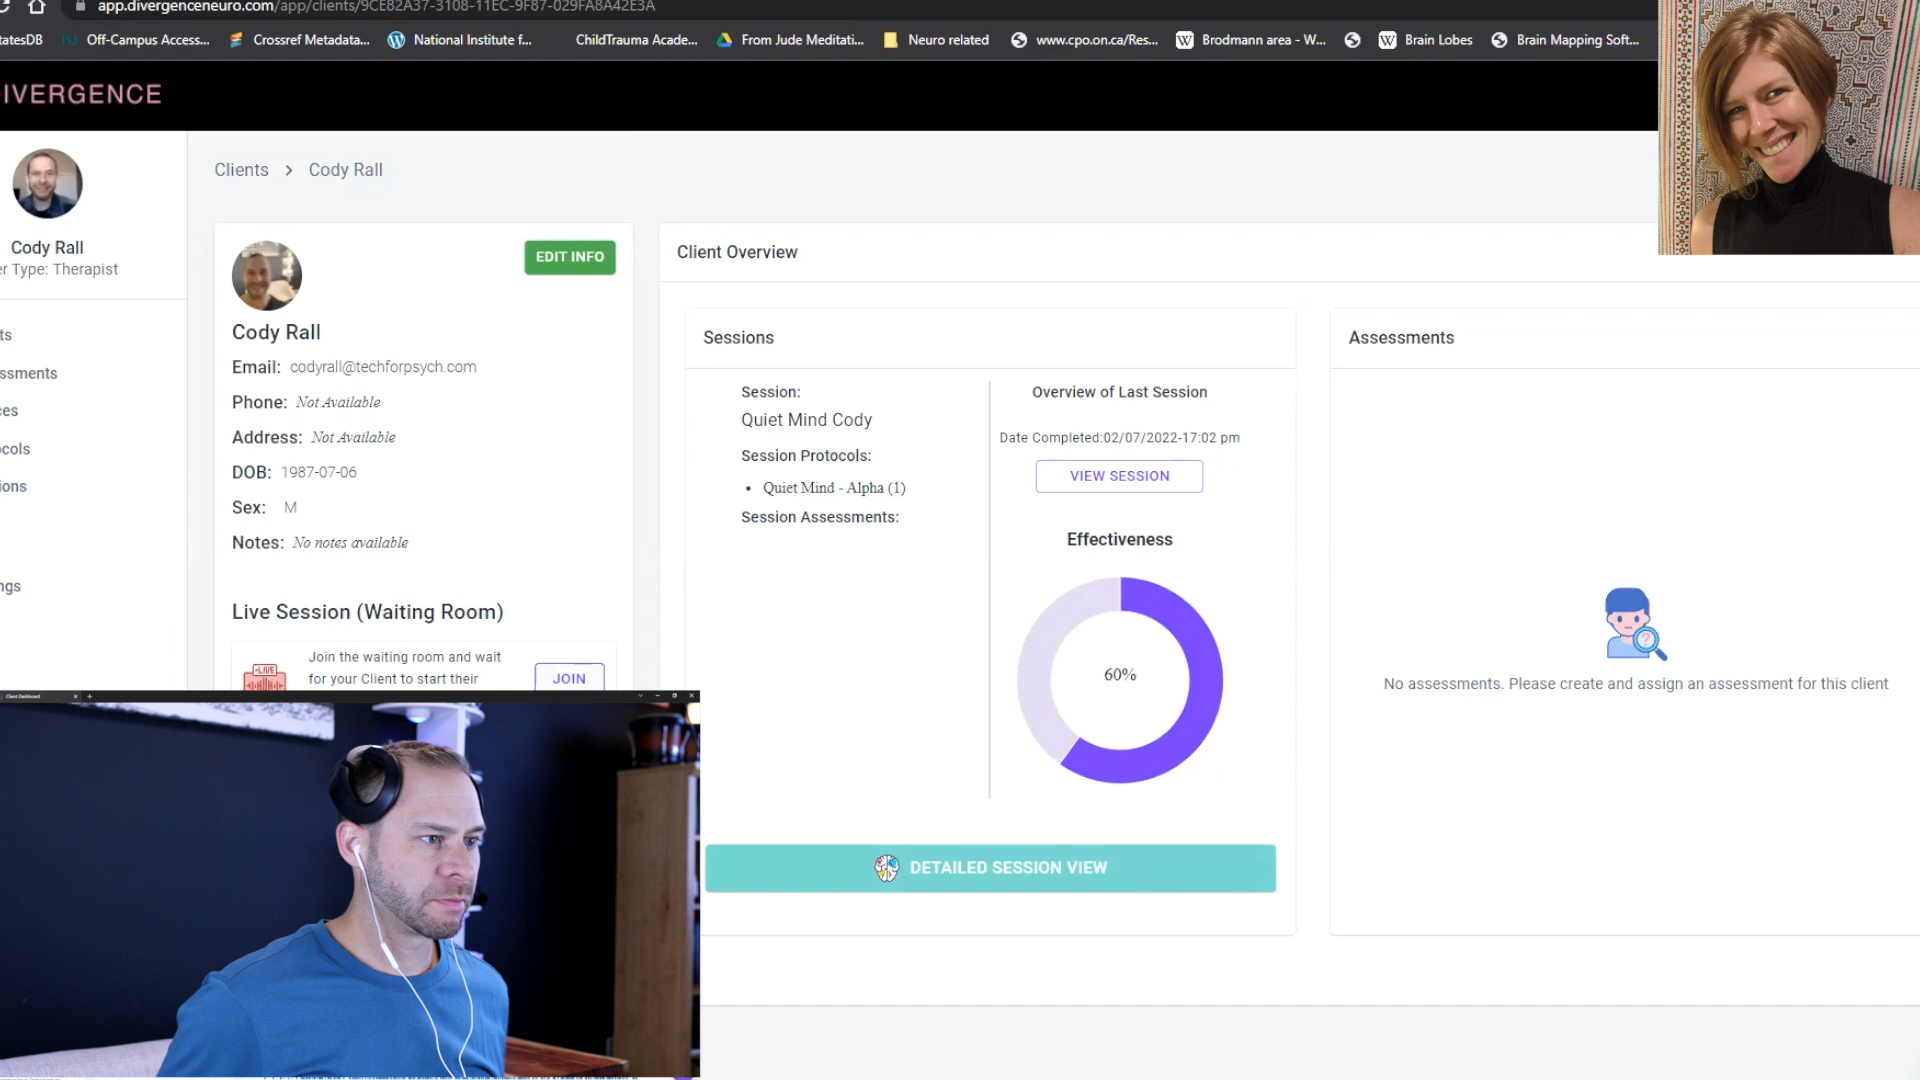 app.divergenceneuro.com/app/clients/9CE82A37-3108-11EC-9F87-029FA8A42E3A
tatesDB
Off-Campus Access...
Crossref Metadata...
National Institute f...
ChildTrauma Acade...
From Jude Meditati...
Neuro related
www.cpo.on.ca/Res...
Brodmann area - W...
Brain Lobes
Brain Mapping Soft...
IVERGENCE
Cody Rall
er Type: Therapist
ts
ssments
ces
cols
ions
ngs
Clients > Cody Rall
EDIT INFO
Cody Rall
Email: codyrall@techforpsych.com
Phone: Not Available
Address: Not Available
DOB: 1987-07-06
Sex: M
Notes: No notes available
Live Session (Waiting Room)
LIVE
Join the waiting room and wait
for your Client to start their
JOIN
Client Dashboard
Client Overview
Sessions
Session:
Quiet Mind Cody
Session Protocols:
• Quiet Mind - Alpha (1)
Session Assessments:
Overview of Last Session
Date Completed:02/07/2022-17:02 pm
VIEW SESSION
Effectiveness
60%
DETAILED SESSION VIEW
Assessments
No assessments. Please create and assign an assessment for this client